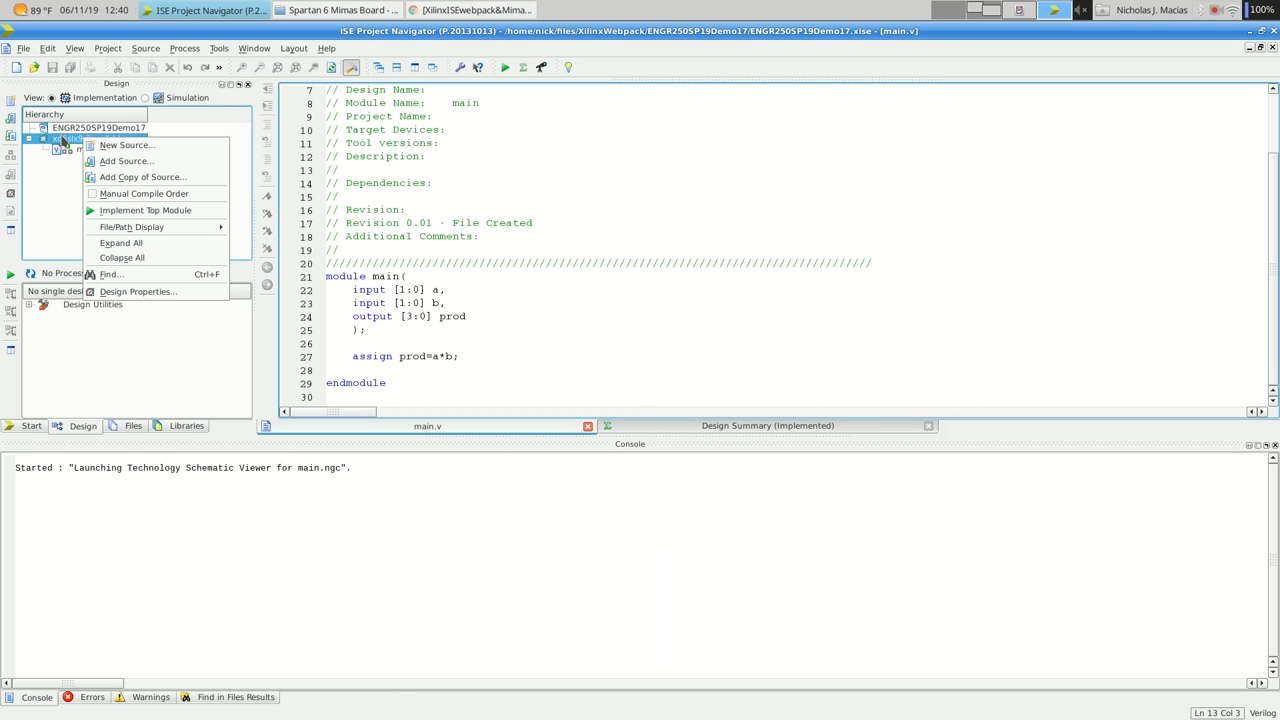 89 °F 06/11/19 12:40 ISE Project Navigator (P.2... Spartan 6 Mimas Board - ... [XilinxISEwebpack&Mima... Nicholas J. Macias 100%
ISE Project Navigator (P.20131013) - /home/nick/files/XilinxWebpack/ENGR250SP19Demo17/ENGR250SP19Demo17.xise - [main.v]
File Edit View Project Source Process Tools Window Layout Help
Design
View: Implementation Simulation
Hierarchy
ENGR250SP19Demo17
New Source...
Add Source...
Add Copy of Source...
Manual Compile Order
Implement Top Module
File/Path Display
Expand All
Collapse All
Find... Ctrl+F
Design Properties...
No Proces
No single desi
Design Utilities
Start Design Files Libraries
7 // Design Name:
8 // Module Name: main
9 // Project Name:
10 // Target Devices:
11 // Tool versions:
12 // Description:
13 //
14 // Dependencies:
15 //
16 // Revision:
17 // Revision 0.01 - File Created
18 // Additional Comments:
19 //
20 //////////////////////////////////////////////////////////////////////////////////
21 module main(
22 input [1:0] a,
23 input [1:0] b,
24 output [3:0] prod
25 );
26
27 assign prod=a*b;
28
29 endmodule
30
main.v Design Summary (Implemented)
Console
Started : "Launching Technology Schematic Viewer for main.ngc".
Console Errors Warnings Find in Files Results
Ln 13 Col 3 Verilog